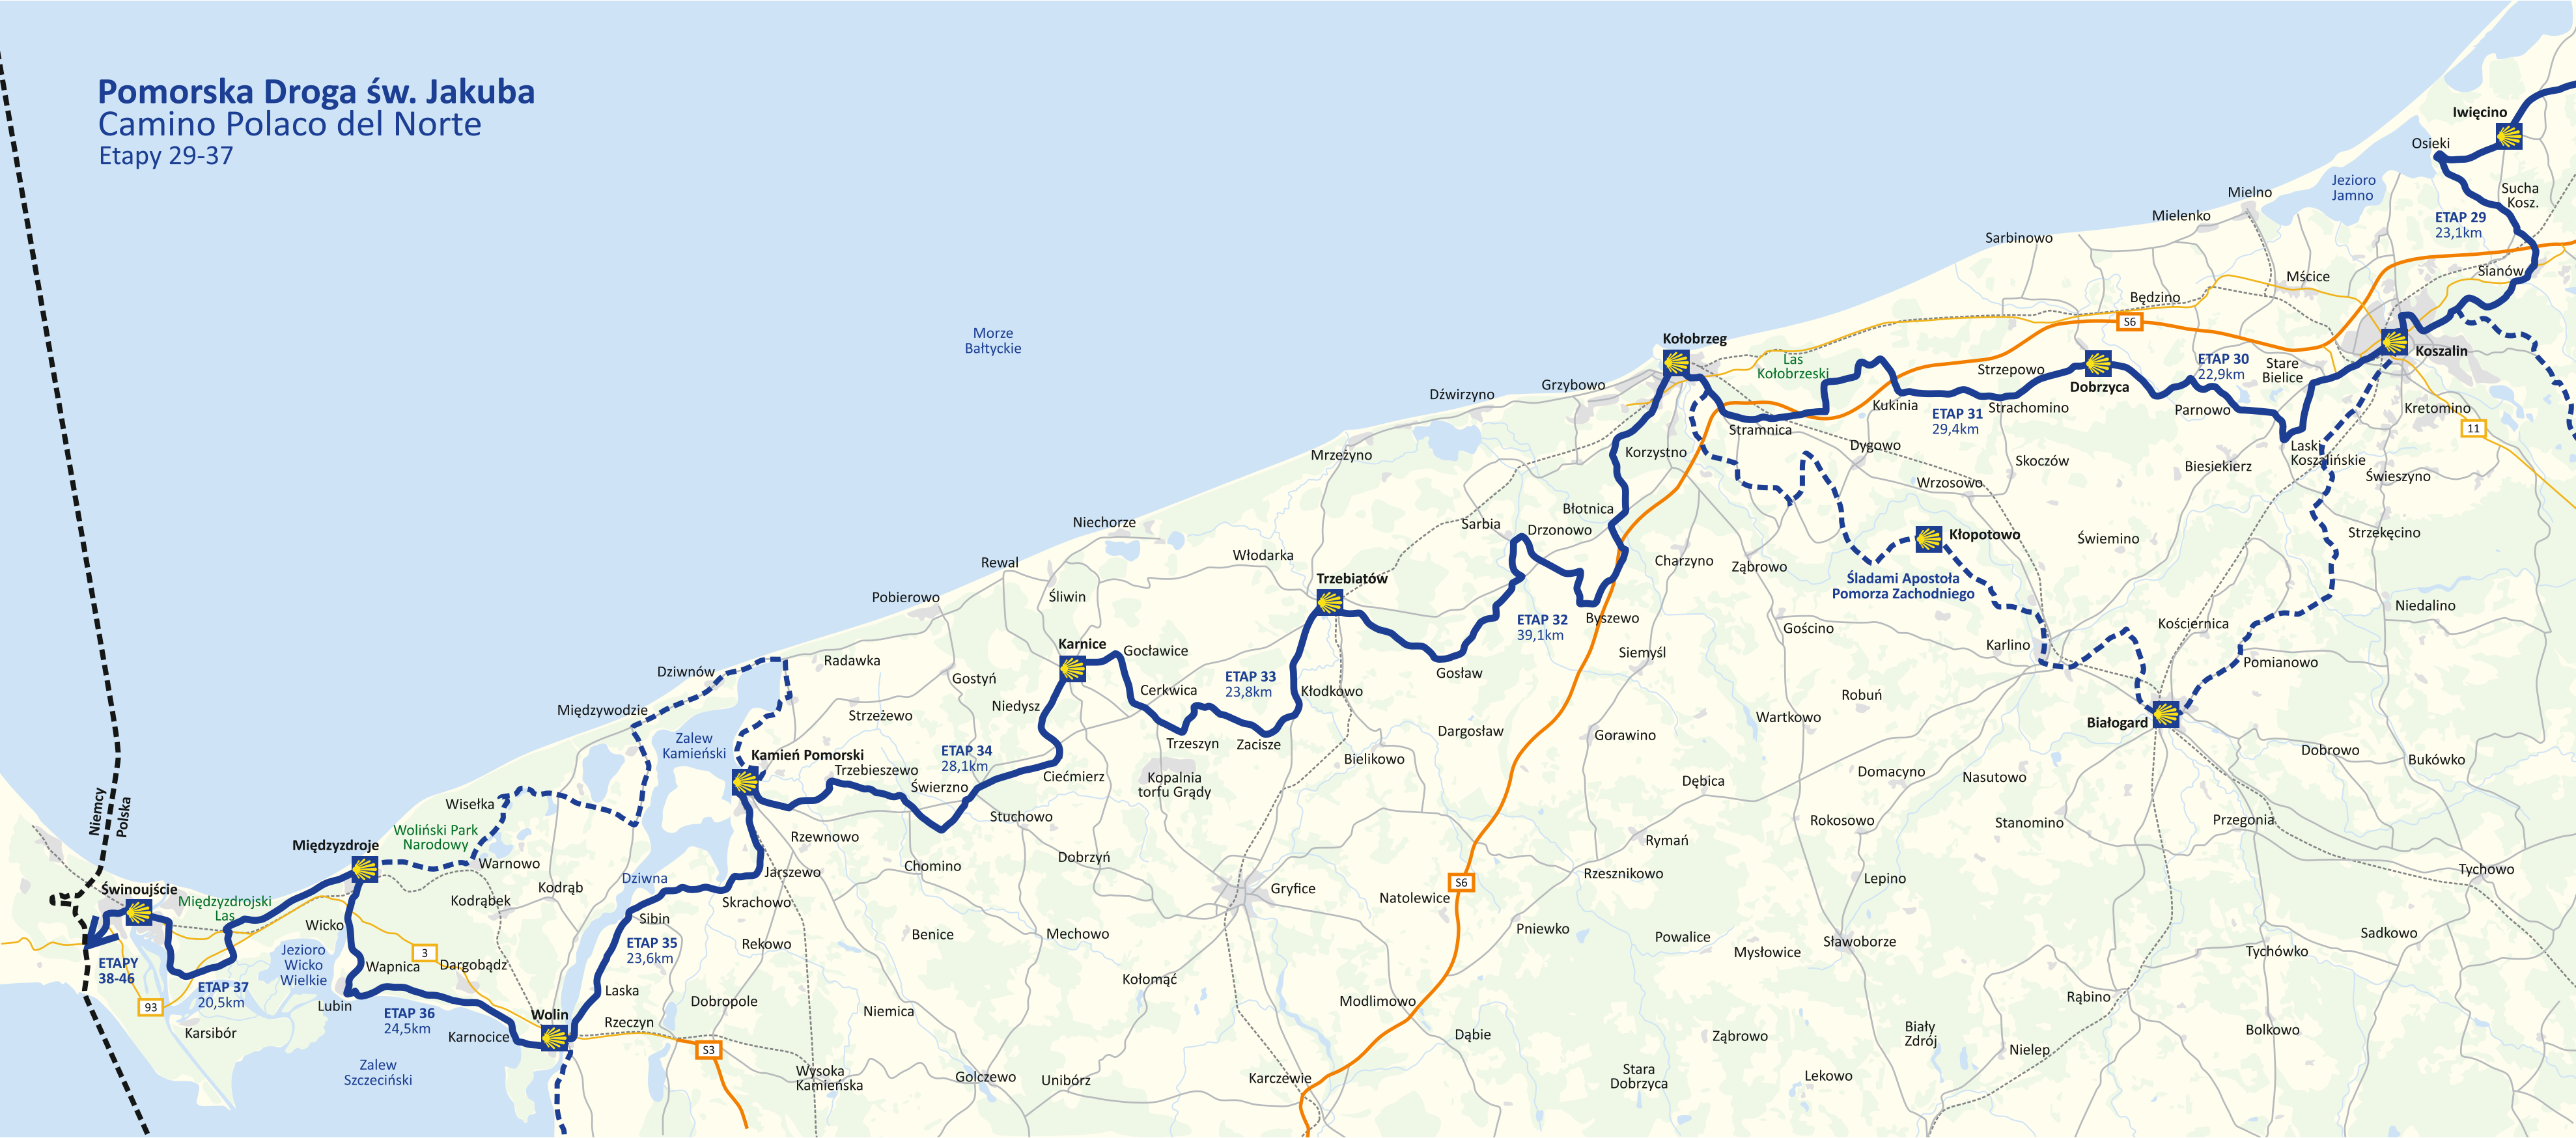 Pomorska Droga św. Jakuba
Camino Polaco del Norte
Etapy 29-37
Iwięcino
Osieki
Sucha
Kosz.
Jezioro
Jamno
Mielno
Mielenko
ETAP 29
23,1km
Sarbinowo
Sianów
Mścice
Będzino
S6
Kołobrzeg
Koszalin
Las
Kołobrzeski
ETAP 30
22,9km
Stare
Bielice
Strzepowo
Dobrzyca
Morze
Bałtyckie
Grzybowo
Dźwirzyno
Kukinia
ETAP 31
29,4km
Strachomino
Parnowo
Kretomino
11
Stramnica
Dygowo
Laski
Koszalińskie
Korzystno
Mrzeżyno
Skoczów
Biesiekierz
Świeszyno
Wrzosowo
Błotnica
Niechorze
Sarbia
Drzonowo
Kłopotowo
Świemino
Strzekęcino
Włodarka
Rewal
Charzyno
Ząbrowo
Trzebiatów
Śladami Apostoła
Pomorza Zachodniego
Pobierowo
Śliwin
Niedalino
ETAP 32
39,1km
Byszewo
Gościno
Kościernica
Karnice
Gocławice
Siemyśl
Karlino
Radawka
Pomianowo
Dziwnów
Gostyń
Gosław
ETAP 33
23,8km
Cerkwica
Kłodkowo
Robuń
Niedysz
Międzywodzie
Strzeżewo
Wartkowo
Białogard
Zalew
Kamieński
Trzeszyn
Zacisze
Dargosław
Gorawino
Kamień Pomorski
ETAP 34
28,1km
Dobrowo
Bukówko
Bielikowo
Trzebieszewo
Ciećmierz
Kopalnia
torfu Grądy
Domacyno
Nasutowo
Dębica
Świerzno
Niemcy
Polska
Wisełka
Stuchowo
Woliński Park
Narodowy
Rzewnowo
Rokosowo
Stanomino
Przegonia
Międzyzdroje
Rymań
Warnowo
Chomino
Dobrzyń
Jarszewo
Tychowo
Rzesznikowo
Dziwna
Lepino
Świnoujście
Kodrąb
S6
Gryfice
Międzyzdrojski
Las
Kodrąbek
Skrachowo
Natolewice
Wicko
Sibin
Pniewko
Benice
Mechowo
Sadkowo
Powalice
Sławoborze
ETAP 35
23,6km
Rekowo
3
Jezioro
Wicko
Wielkie
Mysłowice
Tychówko
ETAPY
38-46
Wapnica
Dargobądz
Kołomąć
ETAP 37
20,5km
Laska
Rąbino
93
Lubin
Dobropole
Modlimowo
ETAP 36
24,5km
Wolin
Niemica
Rzeczyn
Karsibór
Karnocice
Dąbie
Ząbrowo
Biały
Zdrój
Bolkowo
S3
Nielep
Zalew
Szczeciński
Wysoka
Kamieńska
Golczewo
Unibórz
Karczewie
Stara
Dobrzyca
Lekowo